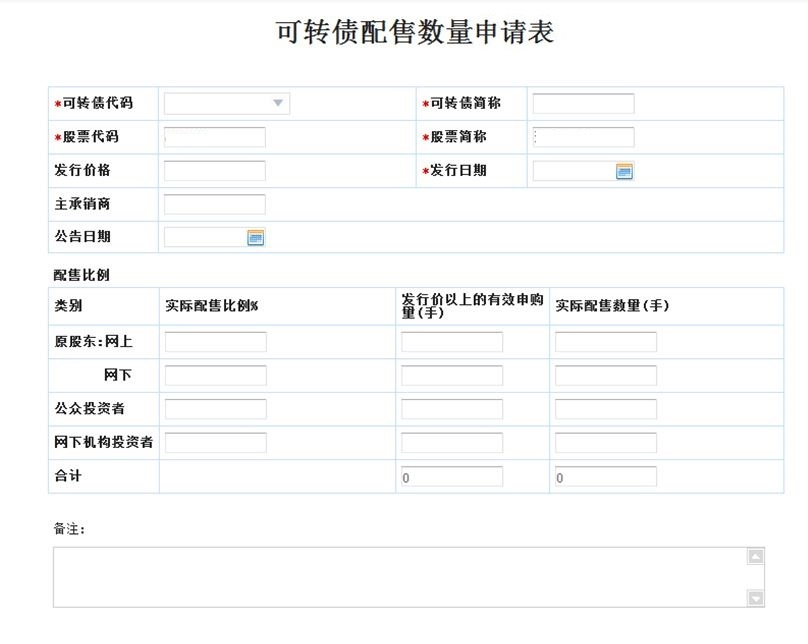 可转债配售数量申请表
*可转债代码 *可转债简称
*股票代码 *股票简称
发行价格 *发行日期
主承销商
公告日期
配售比例
类别 实际配售比例% 发行价以上的有效申购量(手) 实际配售数量(手)
原股东:网上
网下
公众投资者
网下机构投资者
合计 0 0
备注: